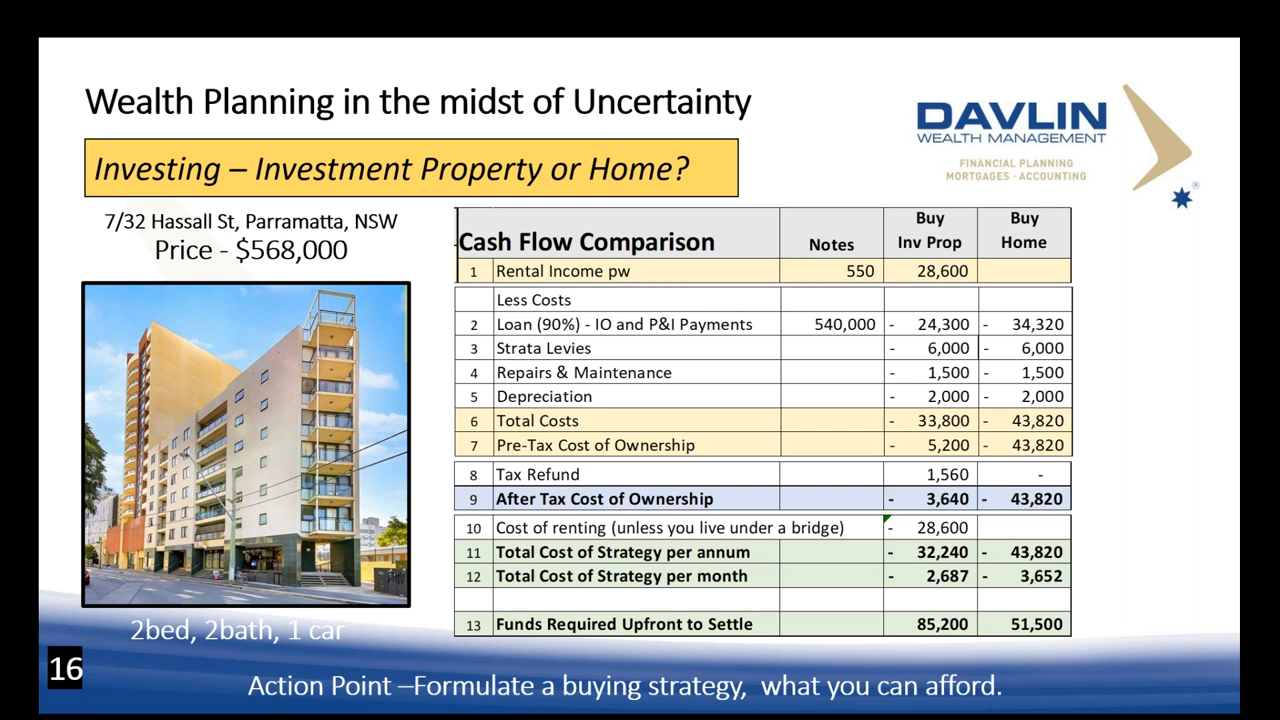 Wealth Planning in the midst of Uncertainty
DAVLIN
WEALTH MANAGEMENT
FINANCIAL PLANNING
MORTGAGES · ACCOUNTING
®
Investing – Investment Property or Home?
7/32 Hassall St, Parramatta, NSW
Price - $568,000
Cash Flow Comparison Notes Buy Inv Prop Buy Home
1 Rental Income pw 550 28,600
Less Costs
2 Loan (90%) - IO and P&I Payments 540,000 - 24,300 - 34,320
3 Strata Levies - 6,000 - 6,000
4 Repairs & Maintenance - 1,500 - 1,500
5 Depreciation - 2,000 - 2,000
6 Total Costs - 33,800 - 43,820
7 Pre-Tax Cost of Ownership - 5,200 - 43,820
8 Tax Refund 1,560 -
9 After Tax Cost of Ownership - 3,640 - 43,820
10 Cost of renting (unless you live under a bridge) - 28,600
11 Total Cost of Strategy per annum - 32,240 - 43,820
12 Total Cost of Strategy per month - 2,687 - 3,652
13 Funds Required Upfront to Settle 85,200 51,500
2bed, 2bath, 1 car
16
Action Point –Formulate a buying strategy, what you can afford.